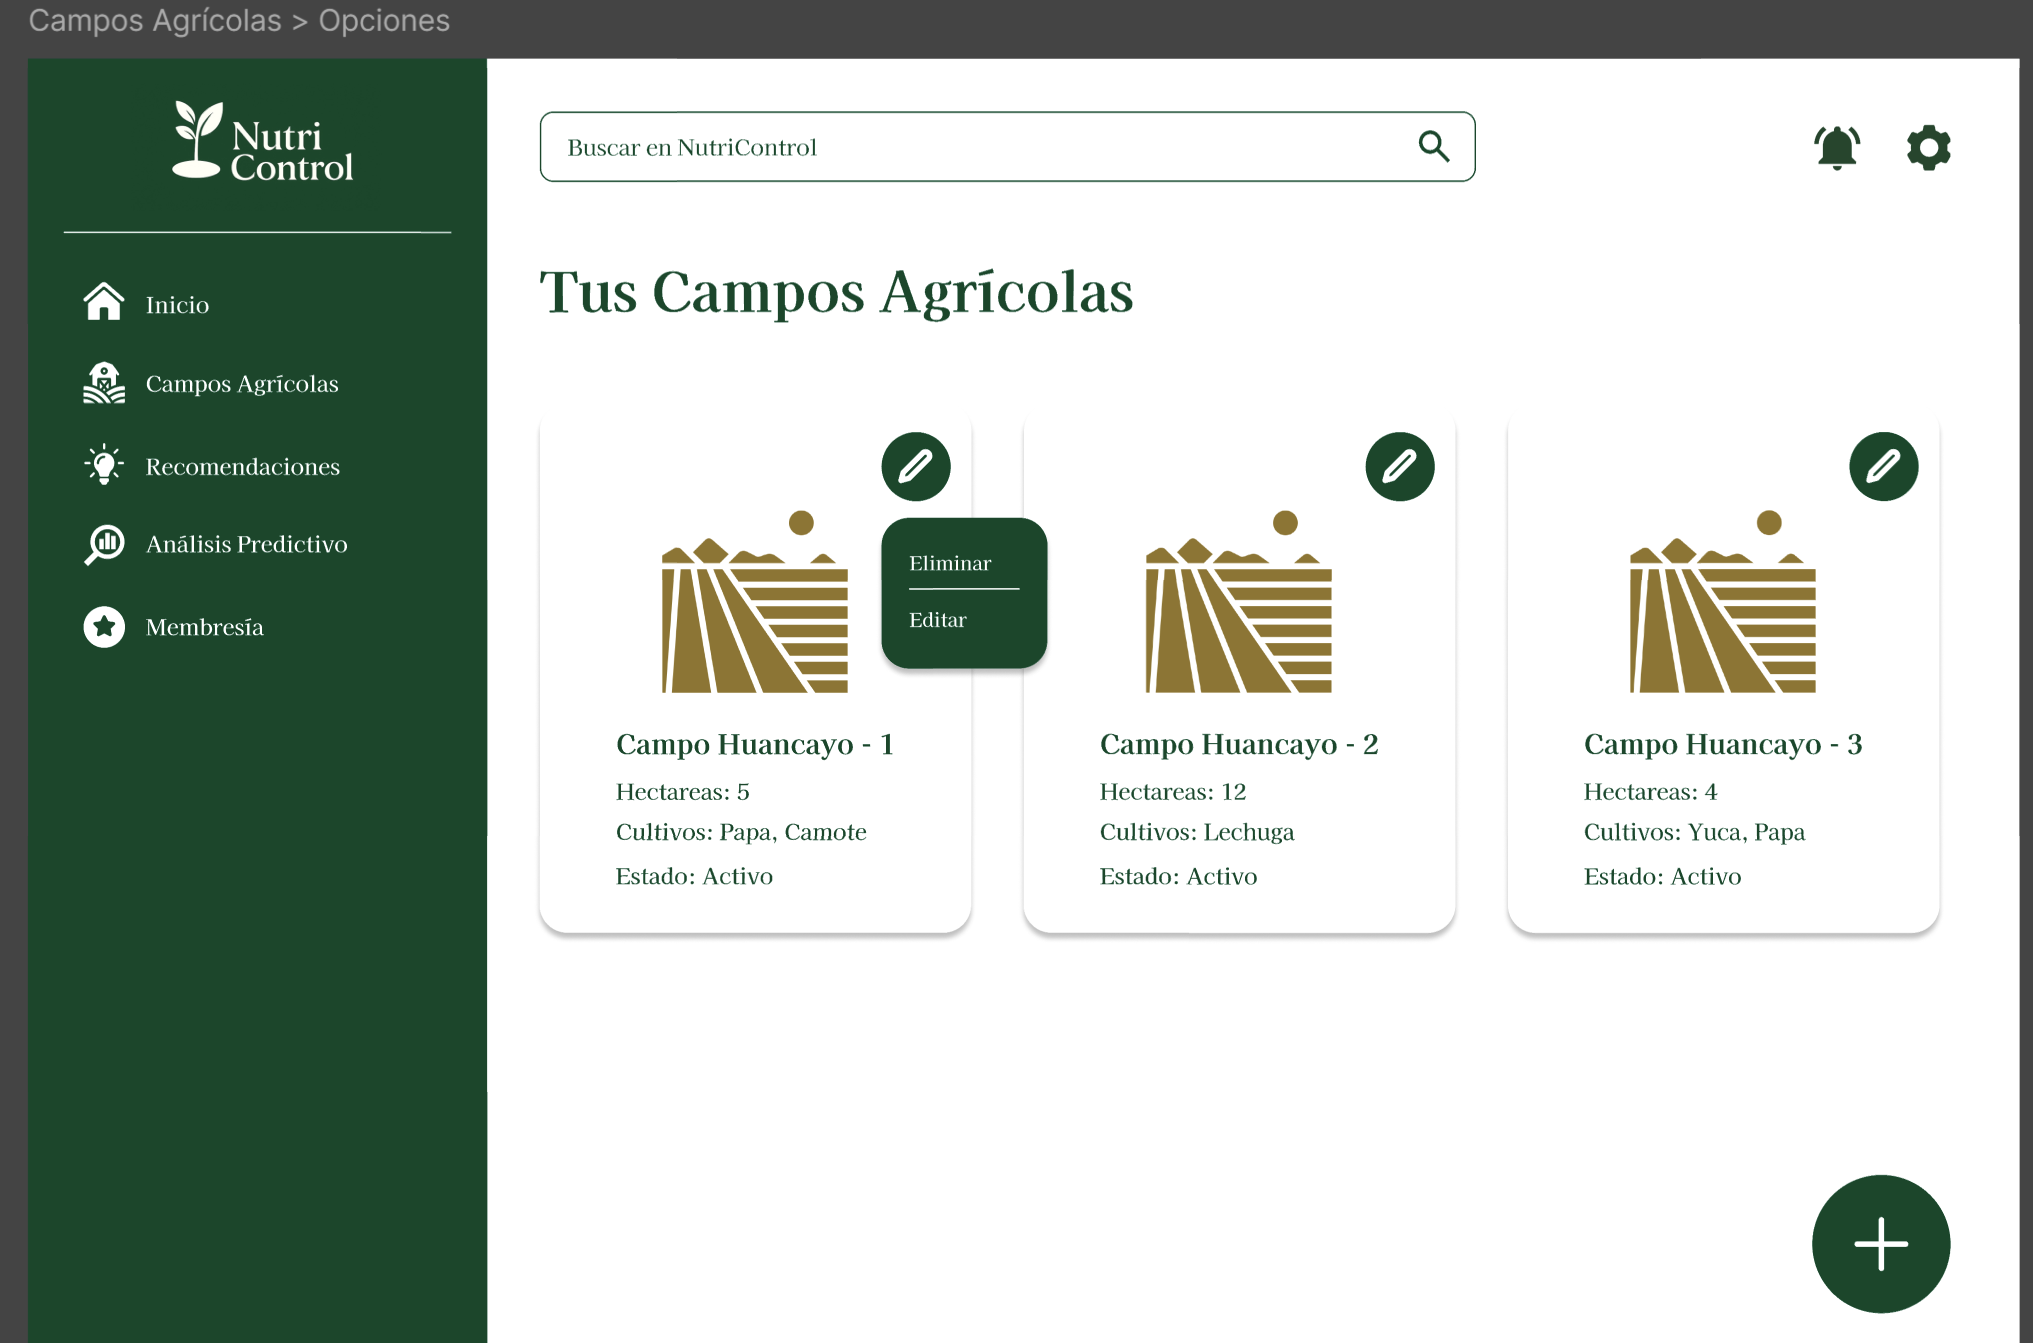 Campos Agrícolas > Opciones
Nutri
Control
Inicio
Campos Agrícolas
Recomendaciones
Análisis Predictivo
Membresía
Buscar en NutriControl
Tus Campos Agrícolas
Eliminar
Editar
Campo Huancayo - 1
Hectareas: 5
Cultivos: Papa, Camote
Estado: Activo
Campo Huancayo - 2
Hectareas: 12
Cultivos: Lechuga
Estado: Activo
Campo Huancayo - 3
Hectareas: 4
Cultivos: Yuca, Papa
Estado: Activo